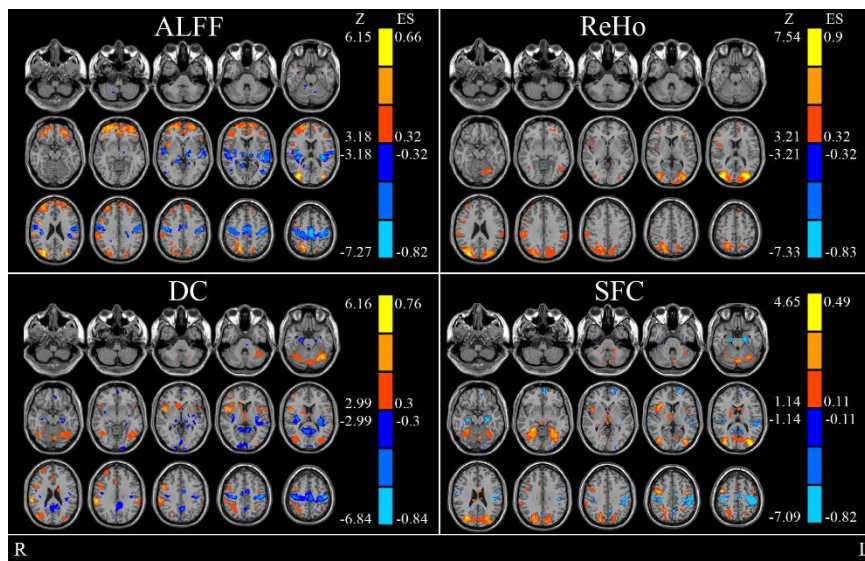 ALFF
Z ES
6.15 0.66
3.18 0.32
-3.18 -0.32
-7.27 -0.82
ReHo
Z ES
7.54 0.9
3.21 0.32
-3.21 -0.32
-7.33 -0.83
DC
6.16 0.76
2.99 0.3
-2.99 -0.3
-6.84 -0.84
SFC
4.65 0.49
1.14 0.11
-1.14 -0.11
-7.09 -0.82
R L